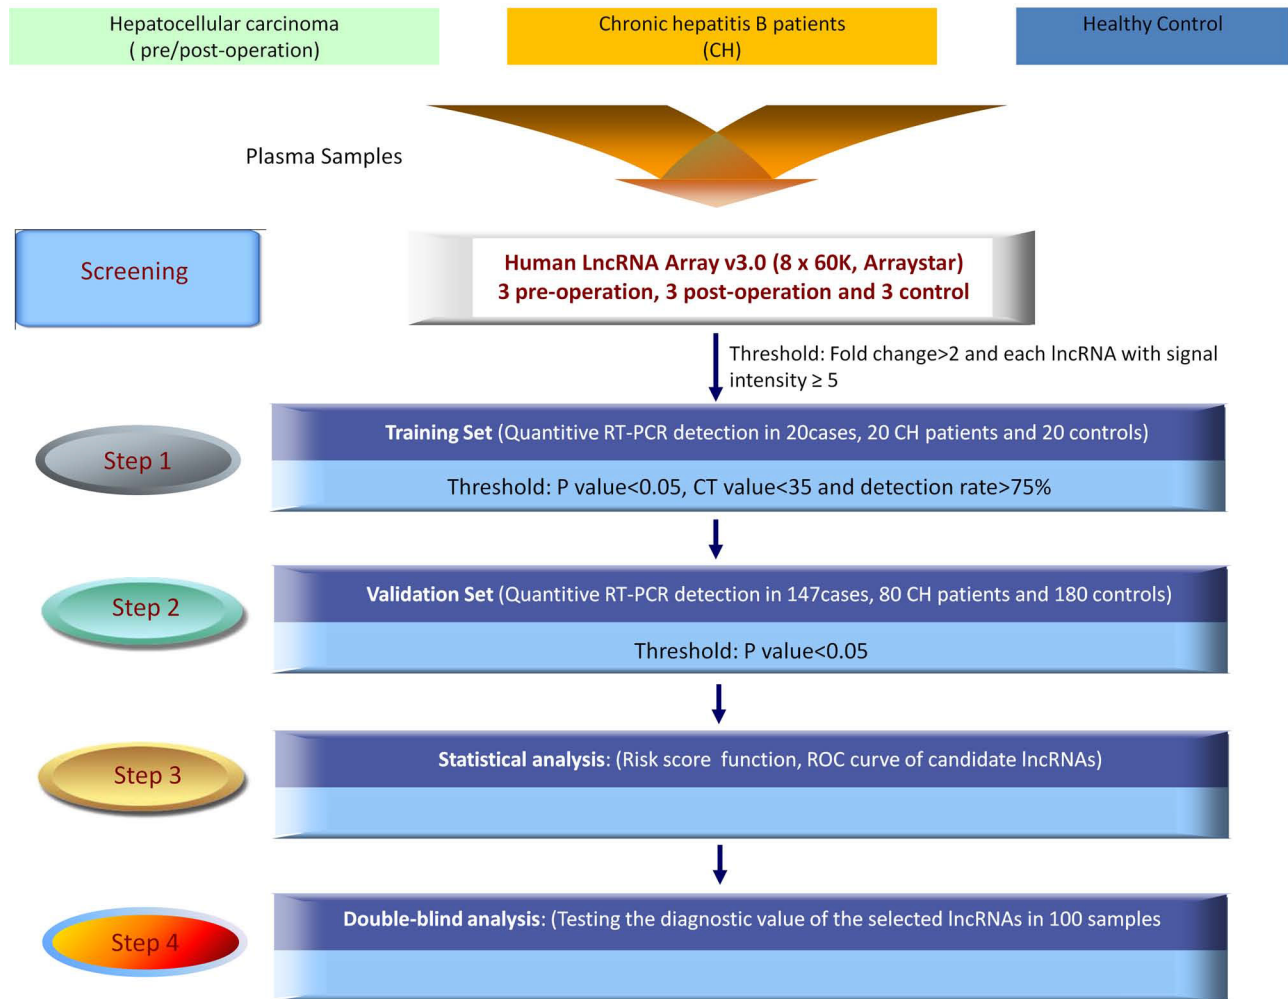 Hepatocellular carcinoma
( pre/post-operation)
Chronic hepatitis B patients
(CH)
Healthy Control
Plasma Samples
Screening
Human LncRNA Array v3.0 (8 x 60K, Arraystar)
3 pre-operation, 3 post-operation and 3 control
Threshold: Fold change>2 and each lncRNA with signal
intensity ≥ 5
Step 1
Training Set (Quantitive RT-PCR detection in 20cases, 20 CH patients and 20 controls)
Threshold: P value<0.05, CT value<35 and detection rate>75%
Step 2
Validation Set (Quantitive RT-PCR detection in 147cases, 80 CH patients and 180 controls)
Threshold: P value<0.05
Step 3
Statistical analysis: (Risk score function, ROC curve of candidate lncRNAs)
Step 4
Double-blind analysis: (Testing the diagnostic value of the selected lncRNAs in 100 samples